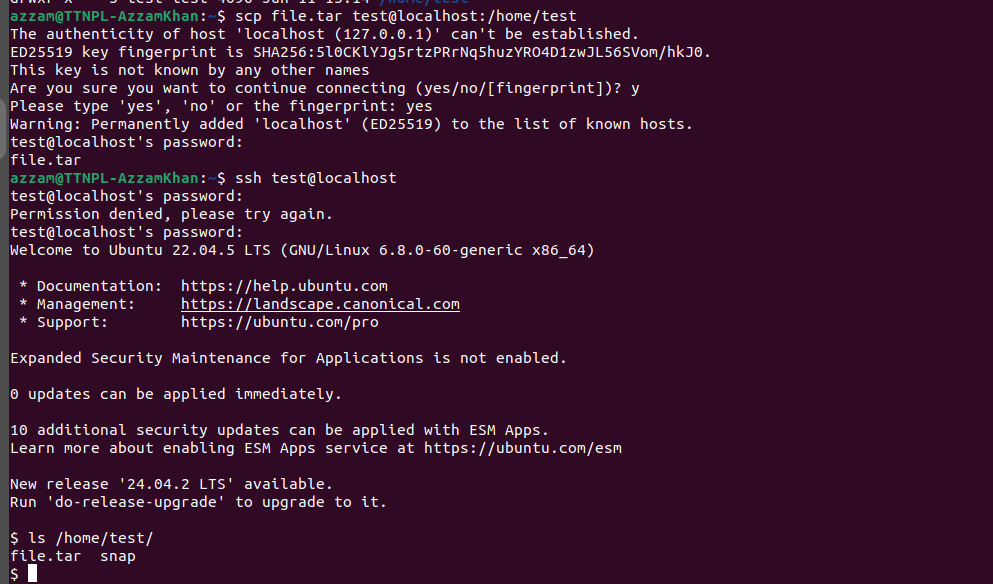 azzam@TTNPL-AzzamKhan:~$ scp file.tar test@localhost:/home/test
The authenticity of host 'localhost (127.0.0.1)' can't be established.
ED25519 key fingerprint is SHA256:5l0CKlYJg5rtzPRrNq5huzYRO4D1zwJL56SVom/hkJ0.
This key is not known by any other names
Are you sure you want to continue connecting (yes/no/[fingerprint])? y
Please type 'yes', 'no' or the fingerprint: yes
Warning: Permanently added 'localhost' (ED25519) to the list of known hosts.
test@localhost's password:
file.tar
azzam@TTNPL-AzzamKhan:~$ ssh test@localhost
test@localhost's password:
Permission denied, please try again.
test@localhost's password:
Welcome to Ubuntu 22.04.5 LTS (GNU/Linux 6.8.0-60-generic x86_64)

 * Documentation:  https://help.ubuntu.com
 * Management:     https://landscape.canonical.com
 * Support:        https://ubuntu.com/pro

Expanded Security Maintenance for Applications is not enabled.

0 updates can be applied immediately.

10 additional security updates can be applied with ESM Apps.
Learn more about enabling ESM Apps service at https://ubuntu.com/esm

New release '24.04.2 LTS' available.
Run 'do-release-upgrade' to upgrade to it.

$ ls /home/test/
file.tar  snap
$